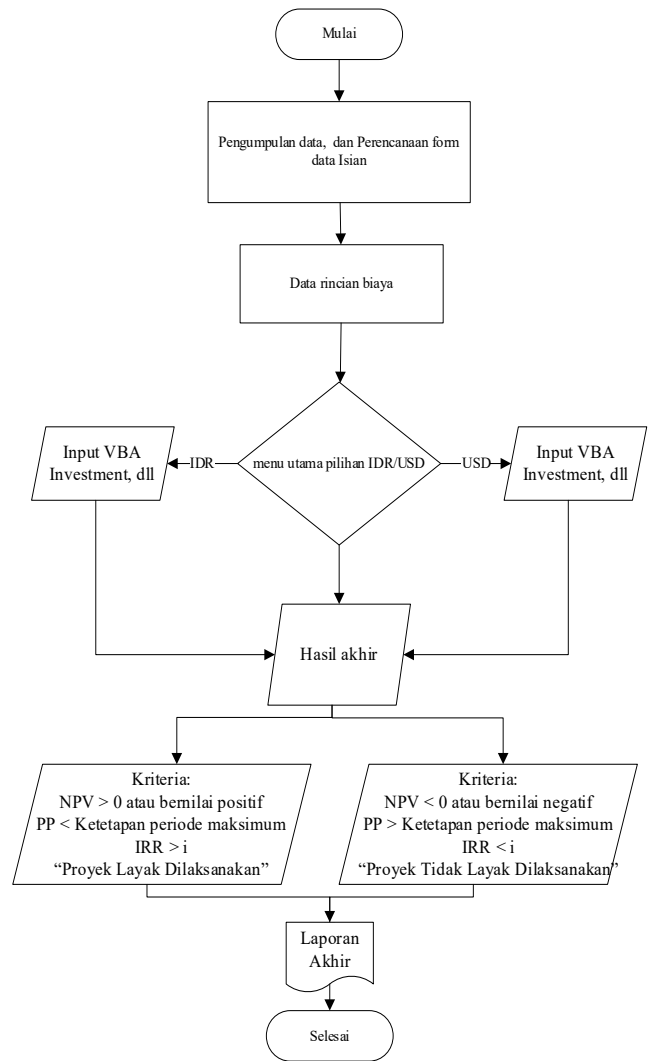 Mulai
Pengumpulan data, dan Perencanaan form
data Isian
Data rincian biaya
menu utama pilihan IDR/USD
IDR
USD
Input VBA
Investment, dll
Input VBA
Investment, dll
Hasil akhir
Kriteria:
NPV > 0 atau bernilai positif
PP < Ketetapan periode maksimum
IRR > i
“Proyek Layak Dilaksanakan”
Kriteria:
NPV < 0 atau bernilai negatif
PP > Ketetapan periode maksimum
IRR < i
“Proyek Tidak Layak Dilaksanakan”
Laporan
Akhir
Selesai